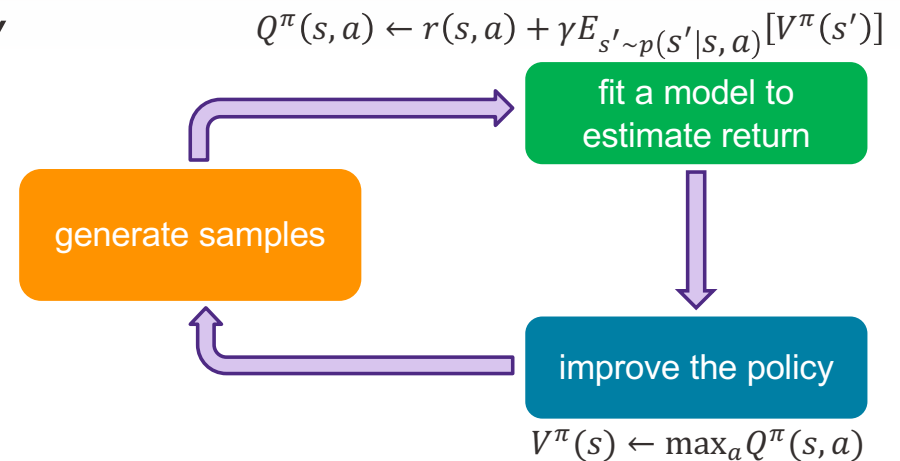 Q^π(s, a) ← r(s, a) + γE_{s'~p(s'|s, a)}[V^π(s')]
fit a model to
estimate return
generate samples
improve the policy
V^π(s) ← max_a Q^π(s, a)